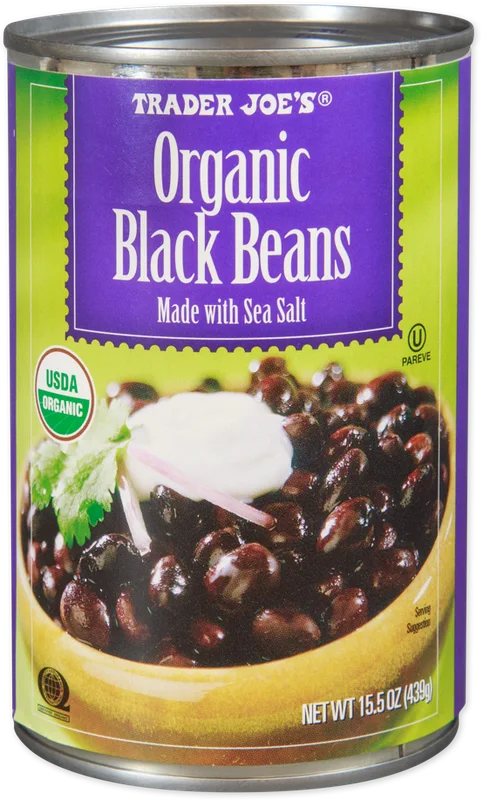 TRADER JOE'S®
Organic
Black Beans
Made with Sea Salt
U
PAREVE
USDA
ORGANIC
Serving
Suggestion
NET WT 15.5 OZ (439g)